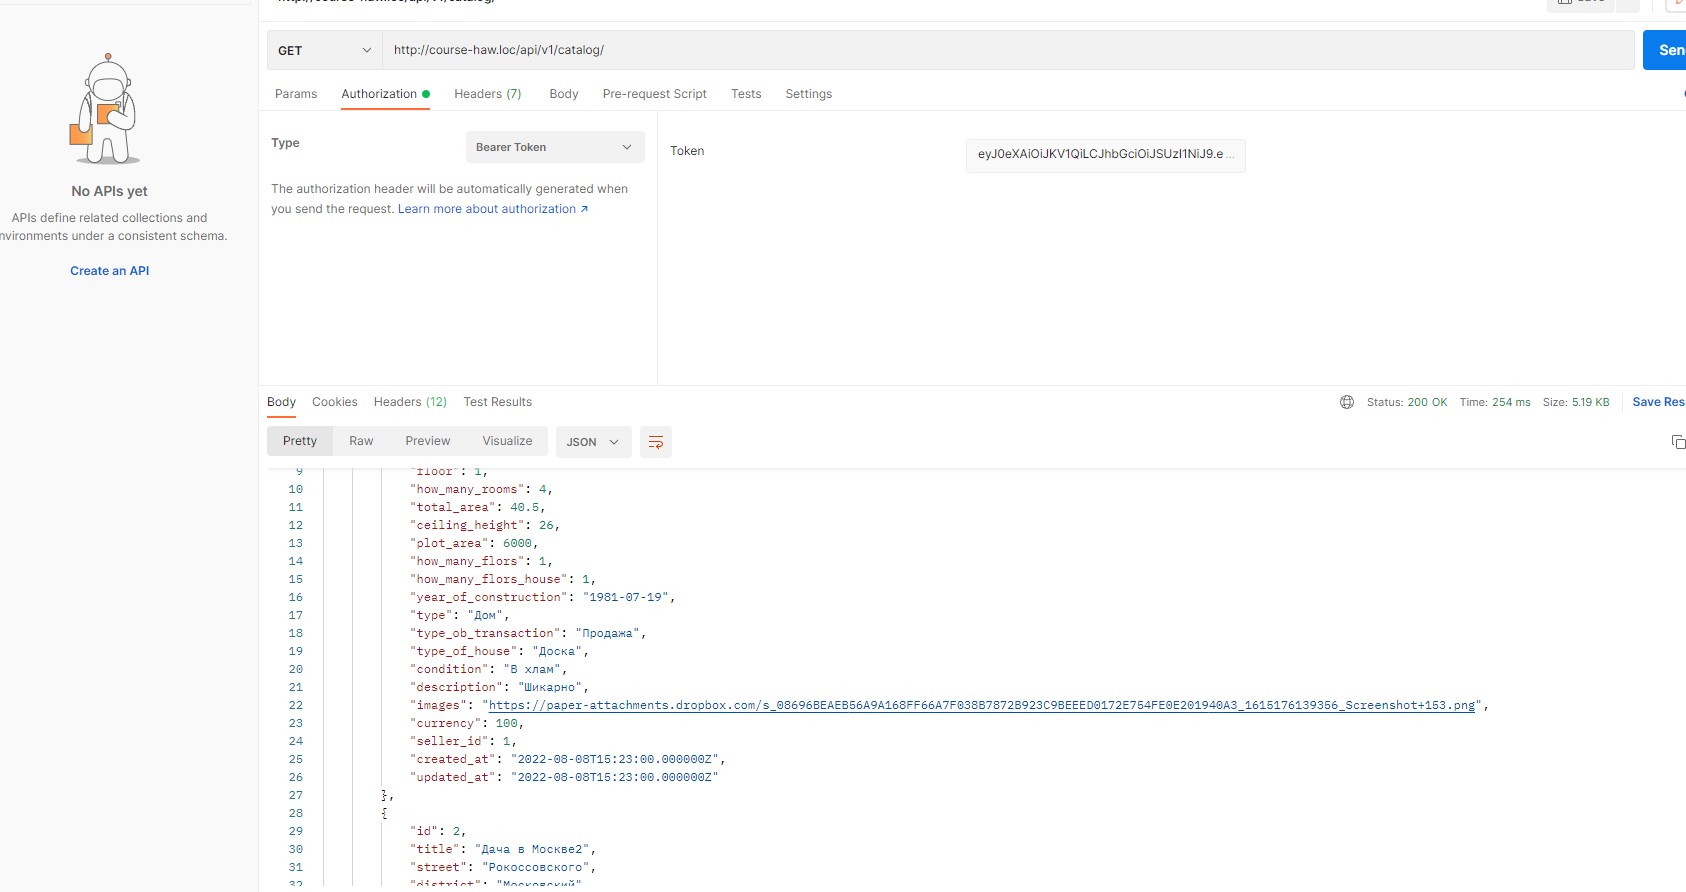 http://course-haw.loc/api/v1/catalog/
Save
GET
http://course-haw.loc/api/v1/catalog/
Sen
Params
Authorization
Headers (7)
Body
Pre-request Script
Tests
Settings
Type
Bearer Token
The authorization header will be automatically generated when
you send the request. Learn more about authorization ↗
Token
eyJ0eXAiOiJKV1QiLCJhbGciOiJSUzI1NiJ9.e ...
No APIs yet
APIs define related collections and
nvironments under a consistent schema.
Create an API
Body
Cookies
Headers (12)
Test Results
Status: 200 OK
Time: 254 ms
Size: 5.19 KB
Save Res
Pretty
Raw
Preview
Visualize
JSON
9 "floor": 1,
10 "how_many_rooms": 4,
11 "total_area": 40.5,
12 "ceiling_height": 26,
13 "plot_area": 6000,
14 "how_many_flors": 1,
15 "how_many_flors_house": 1,
16 "year_of_construction": "1981-07-19",
17 "type": "Дом",
18 "type_ob_transaction": "Продажа",
19 "type_of_house": "Доска",
20 "condition": "В хлам",
21 "description": "Шикарно",
22 "images": "https://paper-attachments.dropbox.com/s_08696BEAEB56A9A168FF66A7F038B7872B923C9BEEED0172E754FE0E201940A3_1615176139356_Screenshot+153.png",
23 "currency": 100,
24 "seller_id": 1,
25 "created_at": "2022-08-08T15:23:00.000000Z",
26 "updated_at": "2022-08-08T15:23:00.000000Z"
27 },
28 {
29 "id": 2,
30 "title": "Дача в Москве2",
31 "street": "Рокоссовского",
32 "district": "Московский"